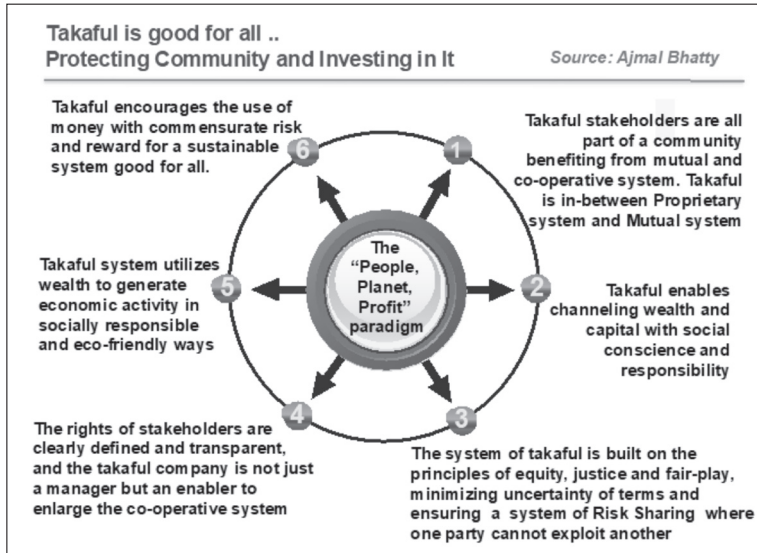 Takaful is good for all ..
Protecting Community and Investing in It
Source: Ajmal Bhatty
The
“People,
Planet,
Profit”
paradigm
1
Takaful stakeholders are all
part of a community
benefiting from mutual and
co-operative system. Takaful
is in-between Proprietary
system and Mutual system
2
Takaful enables
channeling wealth and
capital with social
conscience and
responsibility
3
The system of takaful is built on the
principles of equity, justice and fair-play,
minimizing uncertainty of terms and
ensuring a system of Risk Sharing where
one party cannot exploit another
4
The rights of stakeholders are
clearly defined and transparent,
and the takaful company is not just
a manager but an enabler to
enlarge the co-operative system
5
Takaful system utilizes
wealth to generate
economic activity in
socially responsible
and eco-friendly ways
6
Takaful encourages the use of
money with commensurate risk
and reward for a sustainable
system good for all.